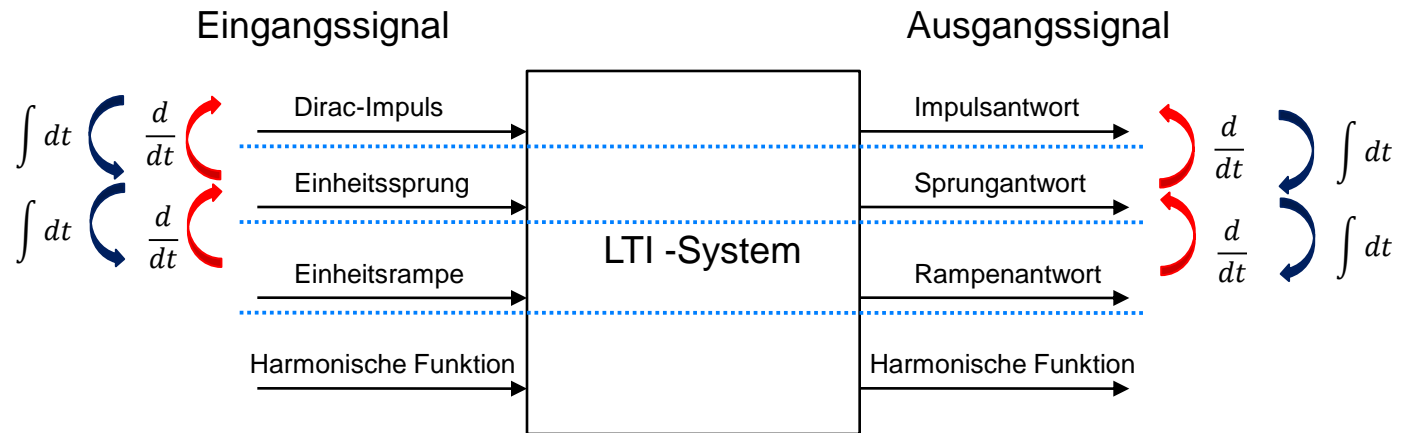 Eingangssignal
Ausgangssignal
∫ dt
d/dt
Dirac-Impuls
Impulsantwort
d/dt
∫ dt
∫ dt
d/dt
Einheitssprung
Sprungantwort
d/dt
∫ dt
LTI -System
Einheitsrampe
Rampenantwort
Harmonische Funktion
Harmonische Funktion